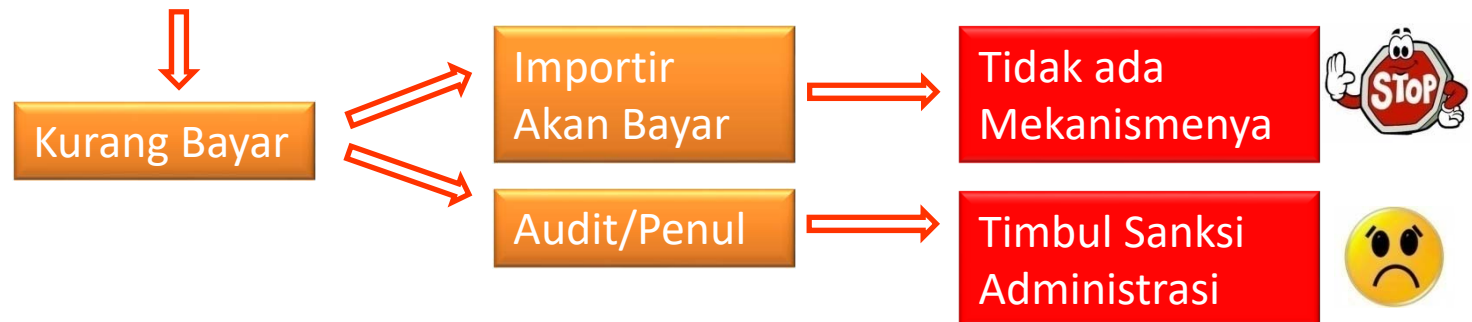 Kurang Bayar
Importir
Akan Bayar
Tidak ada
Mekanismenya
STOP
Audit/Penul
Timbul Sanksi
Administrasi